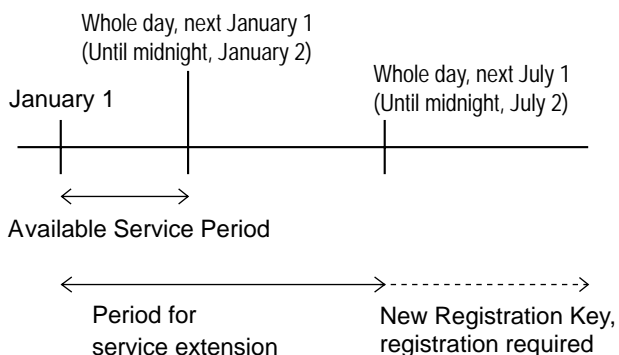 Whole day, next January 1
(Until midnight, January 2)
Whole day, next July 1
(Until midnight, July 2)
January 1
Available Service Period
Period for
service extension
New Registration Key,
registration required